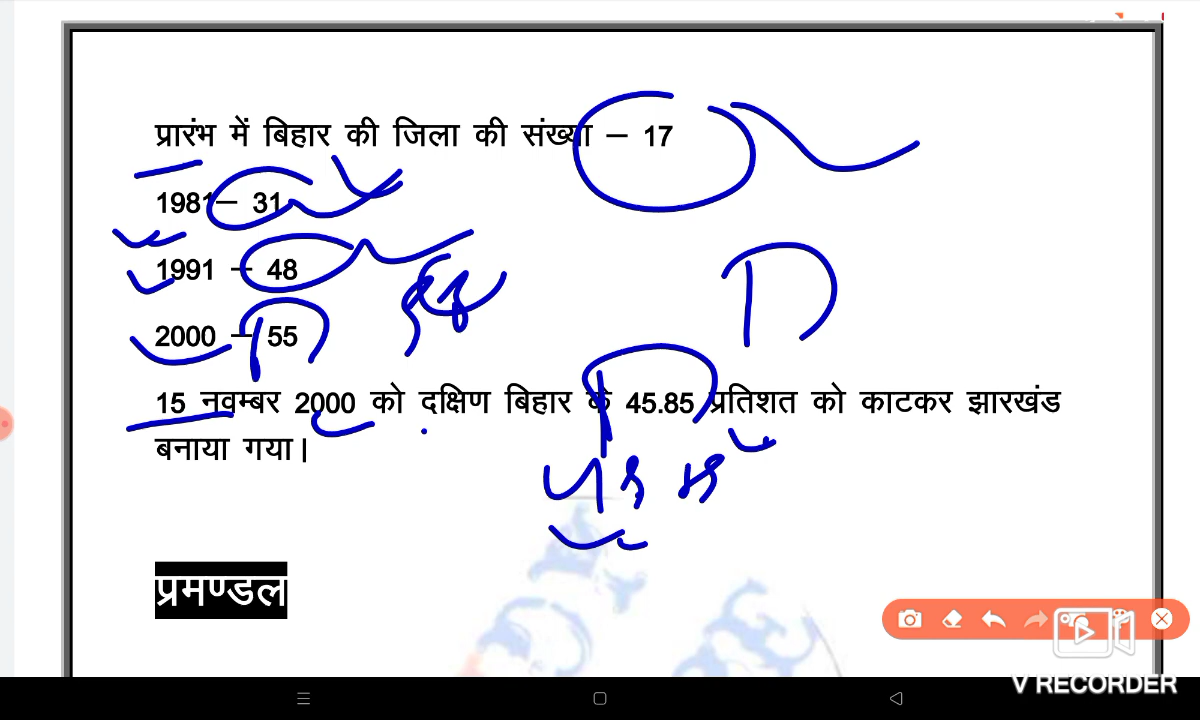 प्रारंभ में बिहार की जिला की संख्या – 17
1981– 31
1991 – 48
2000 – 55
15 नवम्बर 2000 को दक्षिण बिहार के 45.85 प्रतिशत को काटकर झारखंड
बनाया गया।
प्रमण्डल
V RECORDER